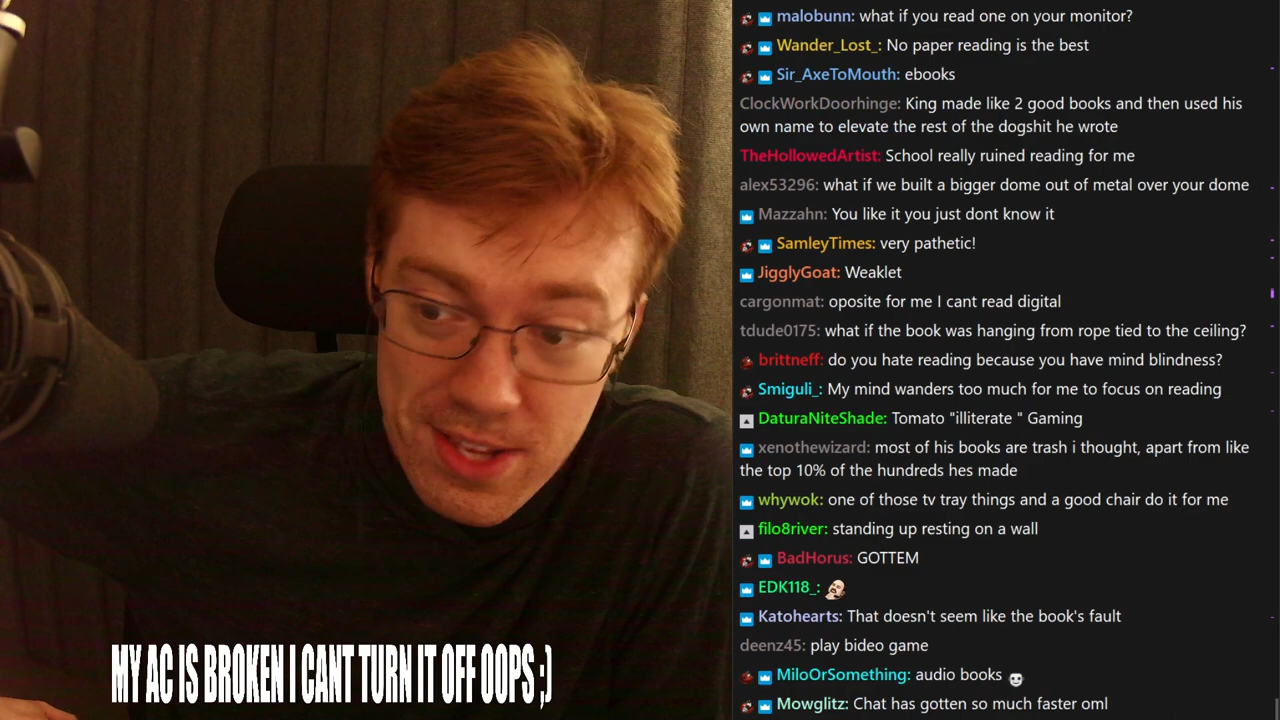 malobunn: what if you read one on your monitor?
Wander_Lost_: No paper reading is the best
Sir_AxeToMouth: ebooks
ClockWorkDoorhinge: King made like 2 good books and then used his
own name to elevate the rest of the dogshit he wrote
TheHollowedArtist: School really ruined reading for me
alex53296: what if we built a bigger dome out of metal over your dome
Mazzahn: You like it you just dont know it
SamleyTimes: very pathetic!
JigglyGoat: Weaklet
cargonmat: oposite for me I cant read digital
tdude0175: what if the book was hanging from rope tied to the ceiling?
brittneff: do you hate reading because you have mind blindness?
Smiguli_: My mind wanders too much for me to focus on reading
DaturaNiteShade: Tomato "illiterate " Gaming
xenothewizard: most of his books are trash i thought, apart from like
the top 10% of the hundreds hes made
whywok: one of those tv tray things and a good chair do it for me
filo8river: standing up resting on a wall
BadHorus: GOTTEM
EDK118_:
Katohearts: That doesn't seem like the book's fault
deenz45: play bideo game
MiloOrSomething: audio books
Mowglitz: Chat has gotten so much faster oml
MY AC IS BROKEN I CANT TURN IT OFF OOPS ;)